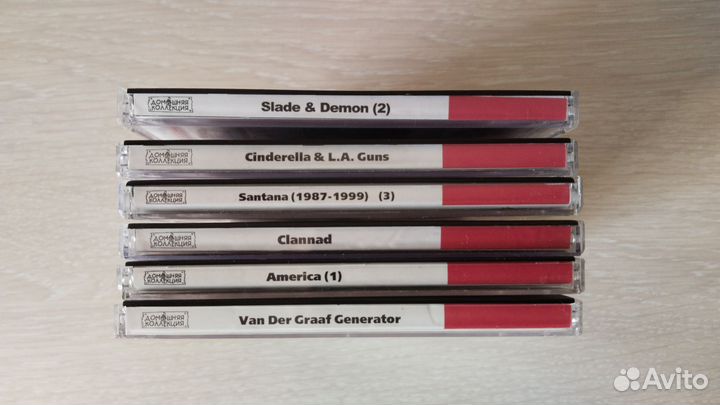 ДОМАШНЯЯ
КОЛЛЕКЦИЯ
Slade & Demon (2)
ДОМАШНЯЯ
КОЛЛЕКЦИЯ
Cinderella & L.A. Guns
ДОМАШНЯЯ
КОЛЛЕКЦИЯ
Santana (1987-1999) (3)
ДОМАШНЯЯ
КОЛЛЕКЦИЯ
Clannad
ДОМАШНЯЯ
КОЛЛЕКЦИЯ
America (1)
ДОМАШНЯЯ
КОЛЛЕКЦИЯ
Van Der Graaf Generator
Avito